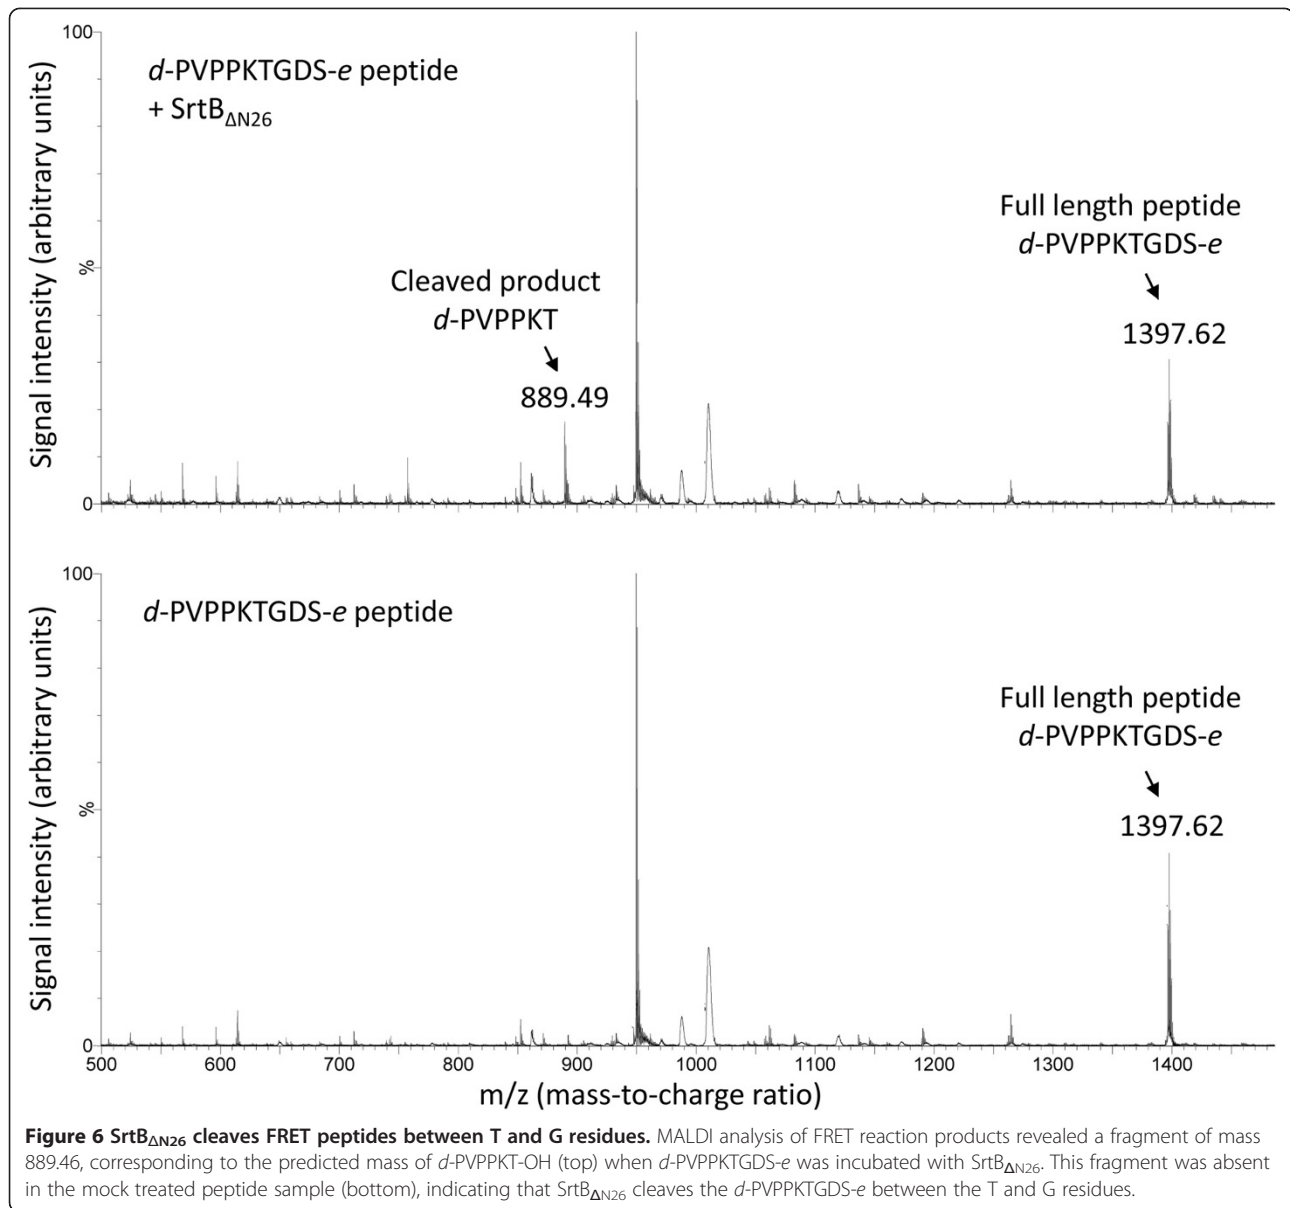 100
d-PVPPKTGDS-e peptide
+ SrtBΔN26
Signal intensity (arbitrary units)
%
Cleaved product
d-PVPPKT
889.49
Full length peptide
d-PVPPKTGDS-e
1397.62
0
100
d-PVPPKTGDS-e peptide
Signal intensity (arbitrary units)
%
Full length peptide
d-PVPPKTGDS-e
1397.62
0
500 600 700 800 900 1000 1100 1200 1300 1400
m/z (mass-to-charge ratio)
Figure 6 SrtBΔN26 cleaves FRET peptides between T and G residues. MALDI analysis of FRET reaction products revealed a fragment of mass
889.46, corresponding to the predicted mass of d-PVPPKT-OH (top) when d-PVPPKTGDS-e was incubated with SrtBΔN26. This fragment was absent
in the mock treated peptide sample (bottom), indicating that SrtBΔN26 cleaves the d-PVPPKTGDS-e between the T and G residues.